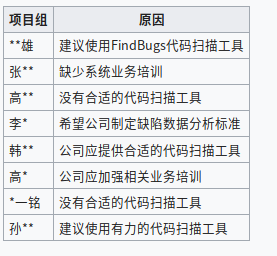 项目组 原因
**雄 建议使用FindBugs代码扫描工具
张** 缺少系统业务培训
高** 没有合适的代码扫描工具
李* 希望公司制定缺陷数据分析标准
韩** 公司应提供合适的代码扫描工具
高* 公司应加强相关业务培训
*一铭 没有合适的代码扫描工具
孙** 建议使用有力的代码扫描工具